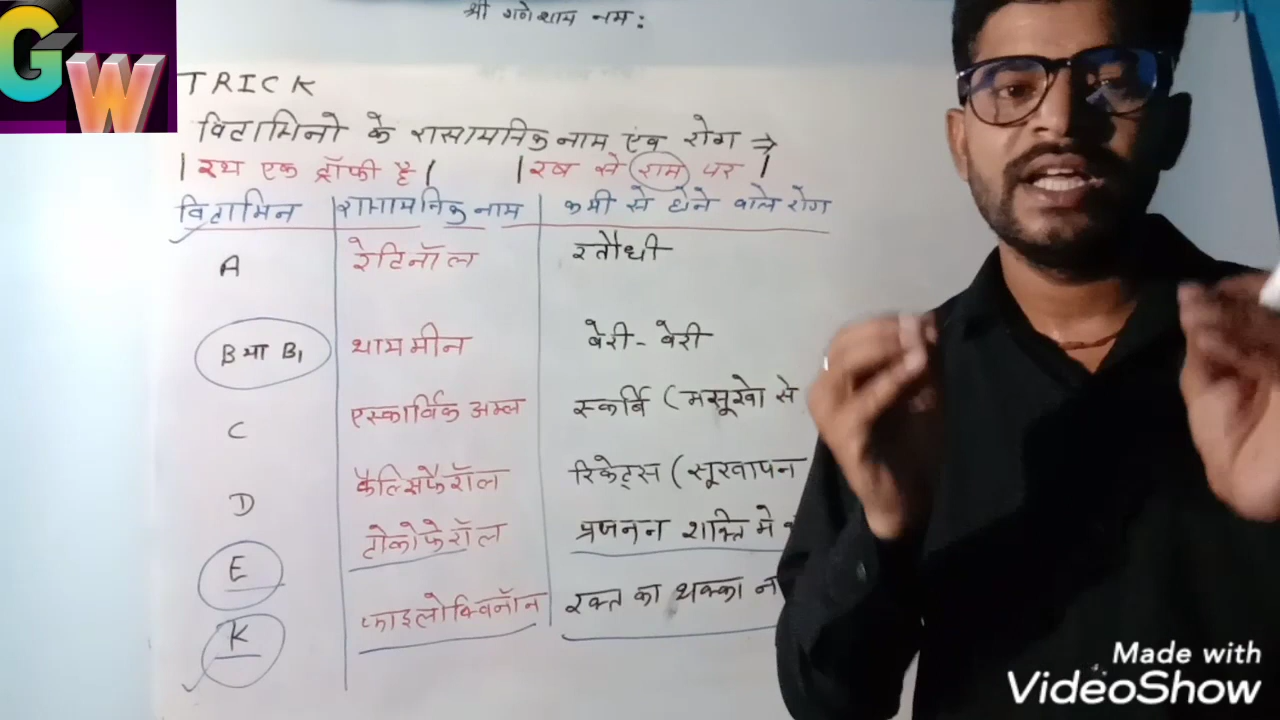 श्री गणेशाय नम:
GW
TRICK
विटामिनो के रासायनिक नाम एंव रोग ⇒
| रथ एक ट्रॉफी है | | रब से राम पर |
विटामिन रासायनिक नाम कमी से होने वाले रोग
A रेटिनॉल रतौधी
B या B₁ थायमीन बेरी-बेरी
C एस्कार्विक अम्ल स्कर्बि (मसूखो से
D कैल्सिफैरॉल रिकेट्स (सूखापन
E टोकोफेरॉल प्रजनन शक्ति मे
K फाइलोक्विनॉन रक्त का थक्का न
Made with
VideoShow